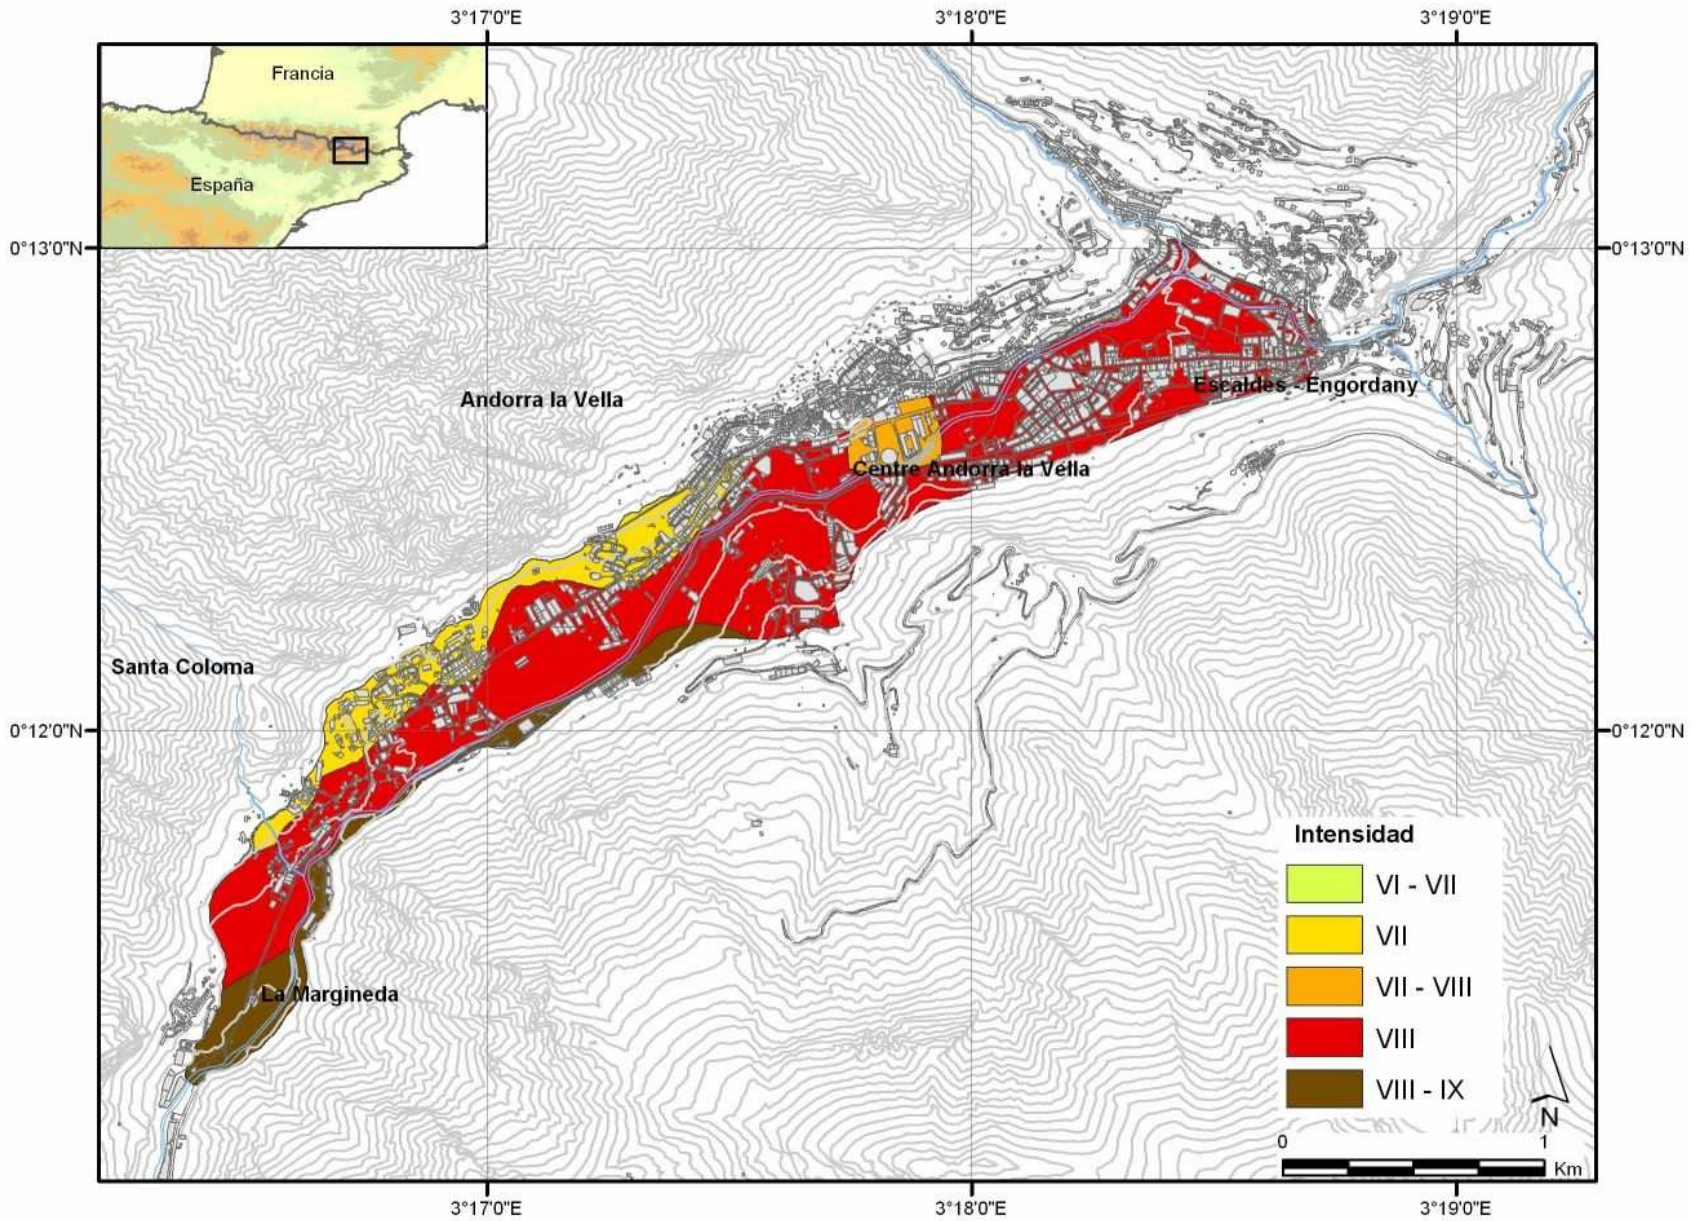 3°17'0"E
3°18'0"E
3°19'0"E
Francia
España
0°13'0"N
0°13'0"N
Andorra la Vella
Escaldes - Engordany
Centre Andorra la Vella
Santa Coloma
0°12'0"N
0°12'0"N
Intensidad
VI - VII
VII
VII - VIII
VIII
VIII - IX
La Margineda
N
0
1
Km
3°17'0"E
3°18'0"E
3°19'0"E